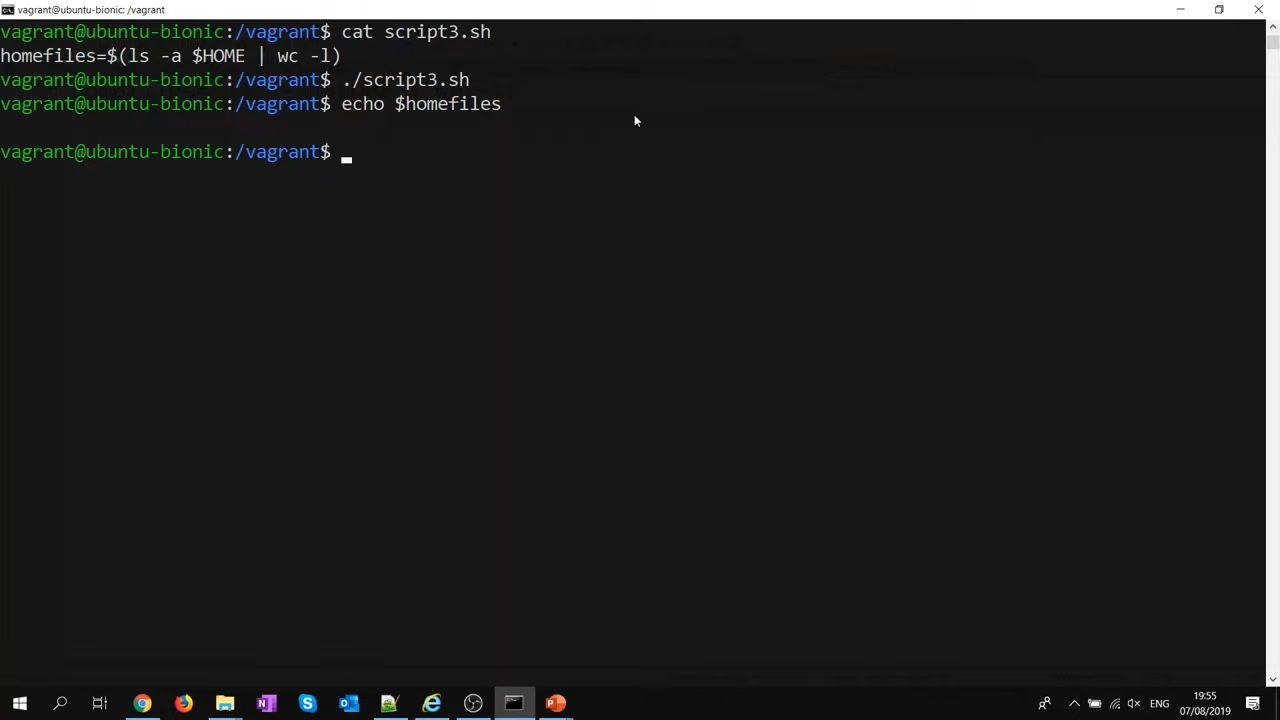 vagrant@ubuntu-bionic: /vagrant
vagrant@ubuntu-bionic:/vagrant$ cat script3.sh
homefiles=$(ls -a $HOME | wc -l)
vagrant@ubuntu-bionic:/vagrant$ ./script3.sh
vagrant@ubuntu-bionic:/vagrant$ echo $homefiles
vagrant@ubuntu-bionic:/vagrant$
ENG
19:55
07/08/2019